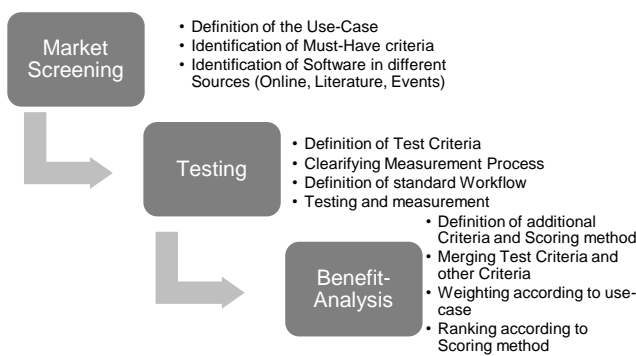 Market
Screening
• Definition of the Use-Case
• Identification of Must-Have criteria
• Identification of Software in different
Sources (Online, Literature, Events)
Testing
• Definition of Test Criteria
• Clearifying Measurement Process
• Definition of standard Workflow
• Testing and measurement
Benefit-
Analysis
• Definition of additional
Criteria and Scoring method
• Merging Test Criteria and
other Criteria
• Weighting according to use-
case
• Ranking according to
Scoring method